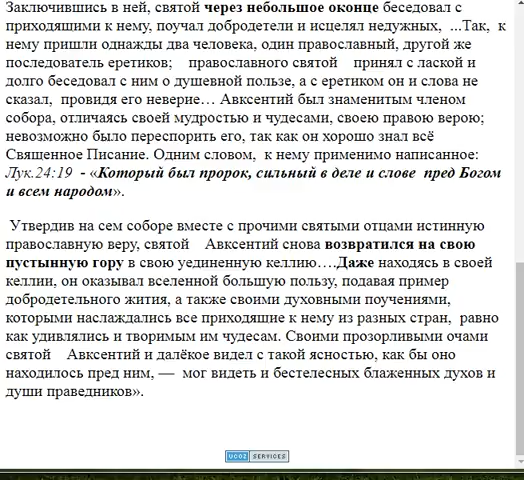 Заключившись в ней, святой через небольшое оконце беседовал с
приходящими к нему, поучал добродетели и исцелял недужных, ...Так, к
нему пришли однажды два человека, один православный, другой же
последователь еретиков; православного святой принял с лаской и
долго беседовал с ним о душевной пользе, а с еретиком он и слова не
сказал, провидя его неверие… Авксентий был знаменитым членом
собора, отличаясь своей мудростью и чудесами, своею правою верою;
невозможно было переспорить его, так как он хорошо знал всё
Священное Писание. Одним словом, к нему применимо написанное:
Лук.24:19 - «Который был пророк, сильный в деле и слове пред Богом
и всем народом».
Утвердив на сем соборе вместе с прочими святыми отцами истинную
православную веру, святой Авксентий снова возвратился на свою
пустынную гору в свою уединенную келлию….Даже находясь в своей
келлии, он оказывал вселенной большую пользу, подавая пример
добродетельного жития, а также своими духовными поучениями,
которыми наслаждались все приходящие к нему из разных стран, равно
как удивлялись и творимым им чудесам. Своими прозорливыми очами
святой Авксентий и далёкое видел с такой ясностью, как бы оно
находилось пред ним, — мог видеть и бестелесных блаженных духов и
души праведников».
UCOZ SERVICES